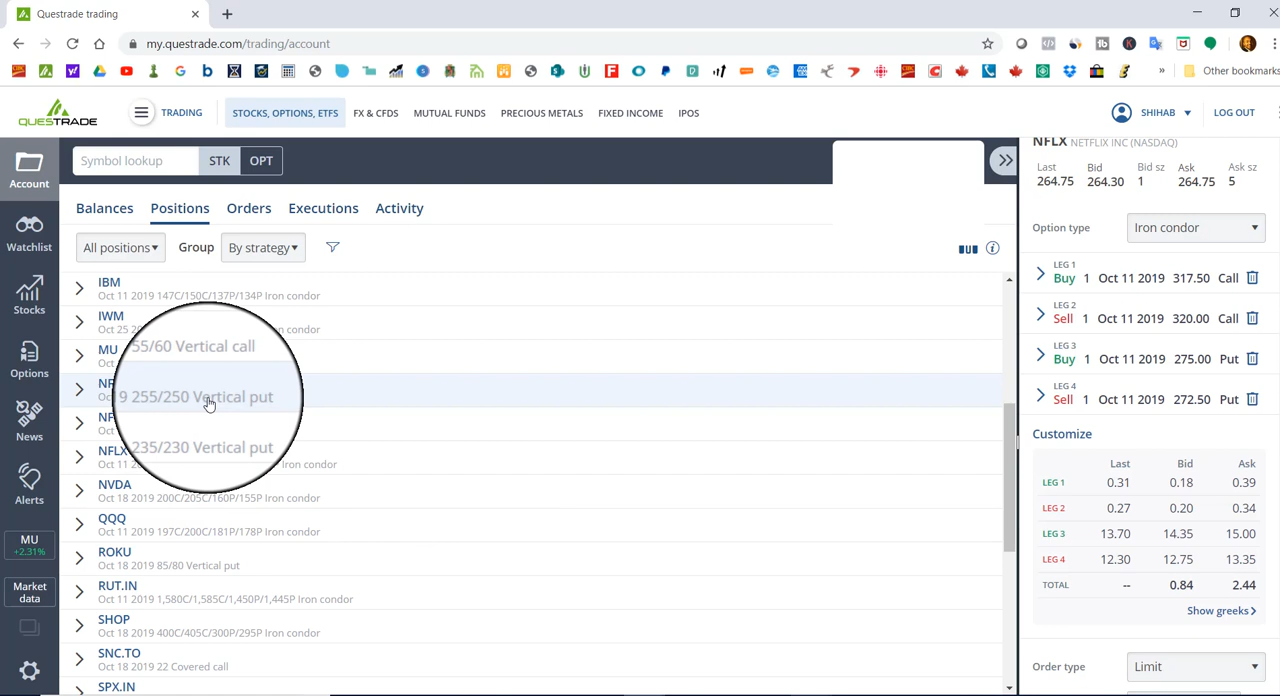 Questrade trading
my.questrade.com/trading/account
Other bookmarks
QUESTRADE
TRADING
STOCKS, OPTIONS, ETFS
FX & CFDS
MUTUAL FUNDS
PRECIOUS METALS
FIXED INCOME
IPOS
SHIHAB
LOG OUT
Account
Watchlist
Stocks
Options
News
Alerts
MU
+2.31%
Market
data
Symbol lookup
STK
OPT
Balances
Positions
Orders
Executions
Activity
All positions
Group
By strategy
IBM
Oct 11 2019 147C/150C/137P/134P Iron condor
IWM
Oct 25 20 ondor
MU
55/60 Vertical call
NF
9 255/250 Vertical put
NF
235/230 Vertical put
NFLX
Oct 11 20 Iron condor
NVDA
Oct 18 2019 200C/205C/160P/155P Iron condor
QQQ
Oct 11 2019 197C/200C/181P/178P Iron condor
ROKU
Oct 18 2019 85/80 Vertical put
RUT.IN
Oct 11 2019 1,580C/1,585C/1,450P/1,445P Iron condor
SHOP
Oct 18 2019 400C/405C/300P/295P Iron condor
SNC.TO
Oct 18 2019 22 Covered call
SPX.IN
NFLX NETFLIX INC (NASDAQ)
Last Bid Bid sz Ask Ask sz
264.75 264.30 1 264.75 5
Option type Iron condor
LEG 1
Buy 1 Oct 11 2019 317.50 Call
LEG 2
Sell 1 Oct 11 2019 320.00 Call
LEG 3
Buy 1 Oct 11 2019 275.00 Put
LEG 4
Sell 1 Oct 11 2019 272.50 Put
Customize
Last Bid Ask
LEG 1 0.31 0.18 0.39
LEG 2 0.27 0.20 0.34
LEG 3 13.70 14.35 15.00
LEG 4 12.30 12.75 13.35
TOTAL -- 0.84 2.44
Show greeks
Order type Limit